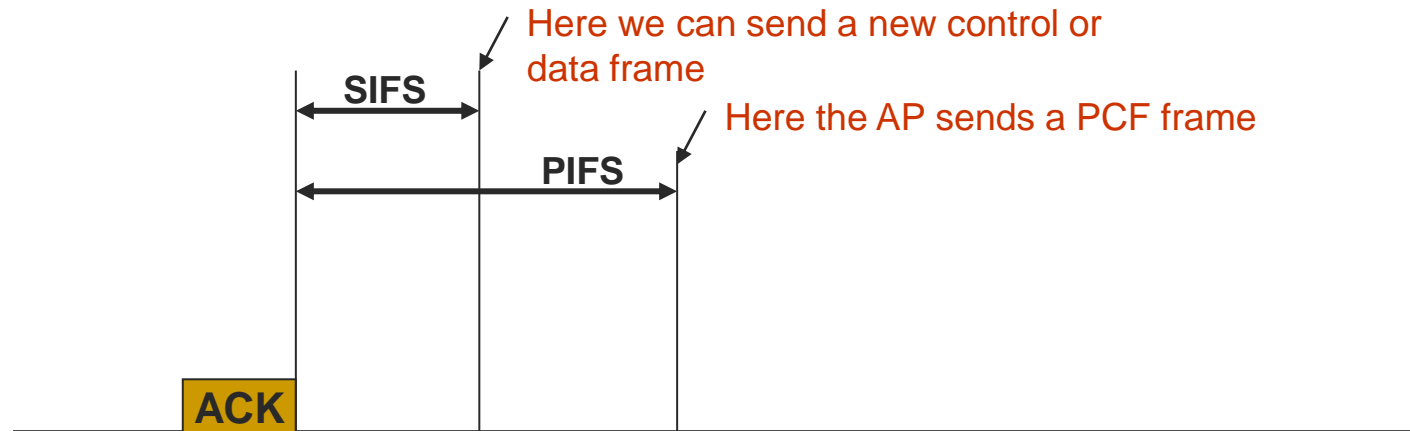 Here we can send a new control or
data frame
SIFS
Here the AP sends a PCF frame
PIFS
ACK